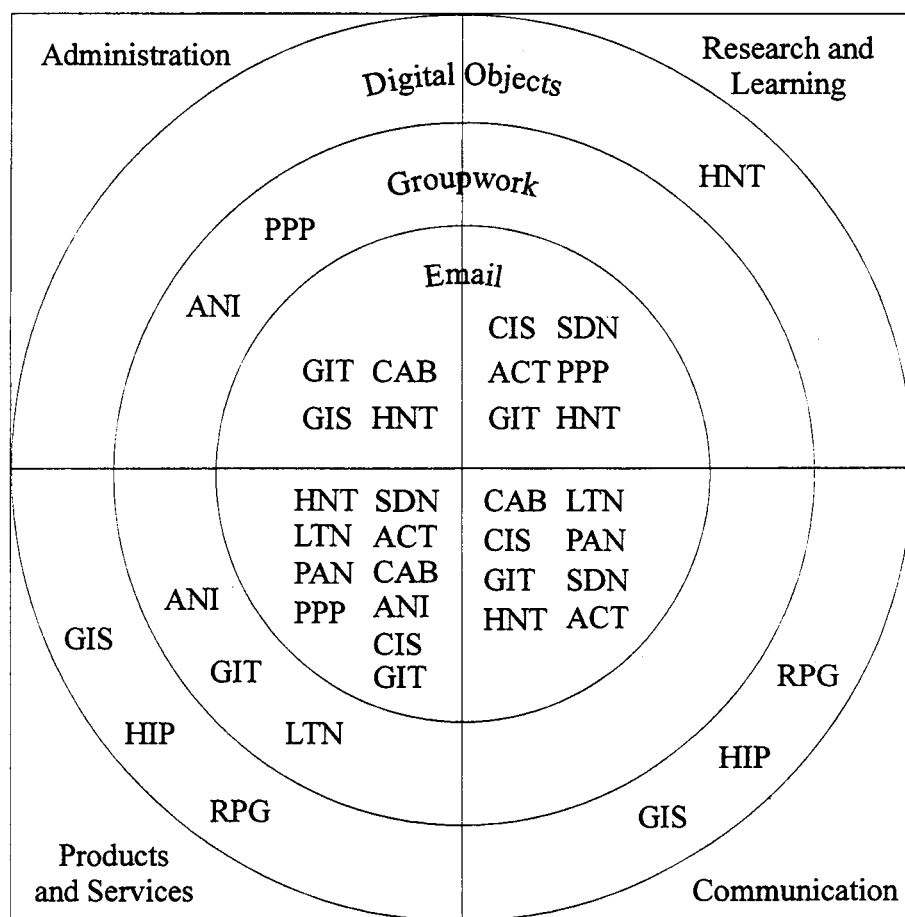 Administration
Research and
Learning
Digital Objects
HNT
Groupwork
PPP
ANI
Email
CIS SDN
GIT CAB
ACT PPP
GIS HNT
GIT HNT
HNT SDN
LTN ACT
PAN CAB
PPP ANI
CIS
GIT
CAB LTN
CIS PAN
GIT SDN
HNT ACT
ANI
GIS
GIT
HIP
LTN
RPG
RPG
HIP
GIS
Products
and Services
Communication